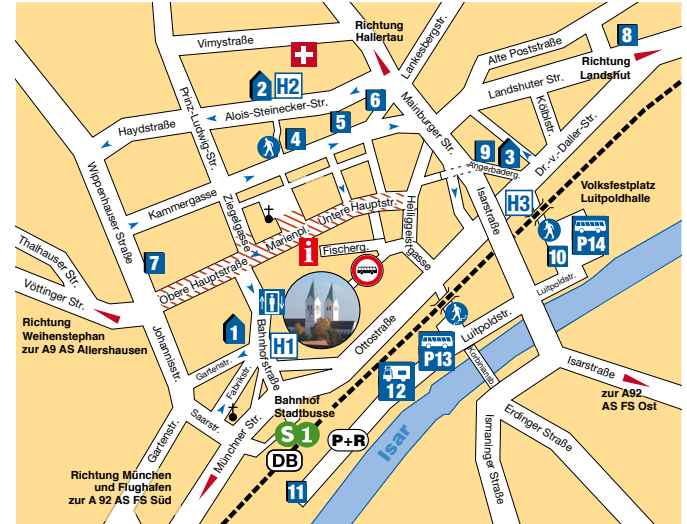 Richtung
Hallertau
Lankesbergstr.
Vimystraße
8
Alte Poststraße
Richtung
Landshut
Landshuter Str.
2
H2
Prinz-Ludwig-Str.
Alois-Steinecker-Str.
6
Mainburger Str.
Kölblstr.
Haydstraße
5
4
Dr.-v.-Daller-Str.
9
3
Angerbaderg.
Wippenhauser Straße
Kammergasse
Ziegelgasse
Isarstraße
H3
Volksfestplatz
Luitpoldhalle
Untere Hauptstr.
Marienpl.
Heiliggeistgasse
Thalhauser Str.
7
i
Fischerg.
10
P14
Obere Hauptstraße
Vöttinger Str.
Luitpoldstr.
Richtung
Weihenstephan
zur A9 AS Allershausen
1
Bahnhofstraße
H1
Ottostraße
Luitpoldstr.
P13
Johannisstr.
Gartenstr.
Fabrikstr.
12
Korbiniansb.
Isarstraße
zur A92
AS FS Ost
Bahnhof
Stadtbusse
Saarstr.
S1
P+R
Isar
Erdinger Straße
Ismaninger Straße
Gartenstr.
Münchner Str.
DB
11
Richtung München
und Flughafen
zur A 92 AS FS Süd